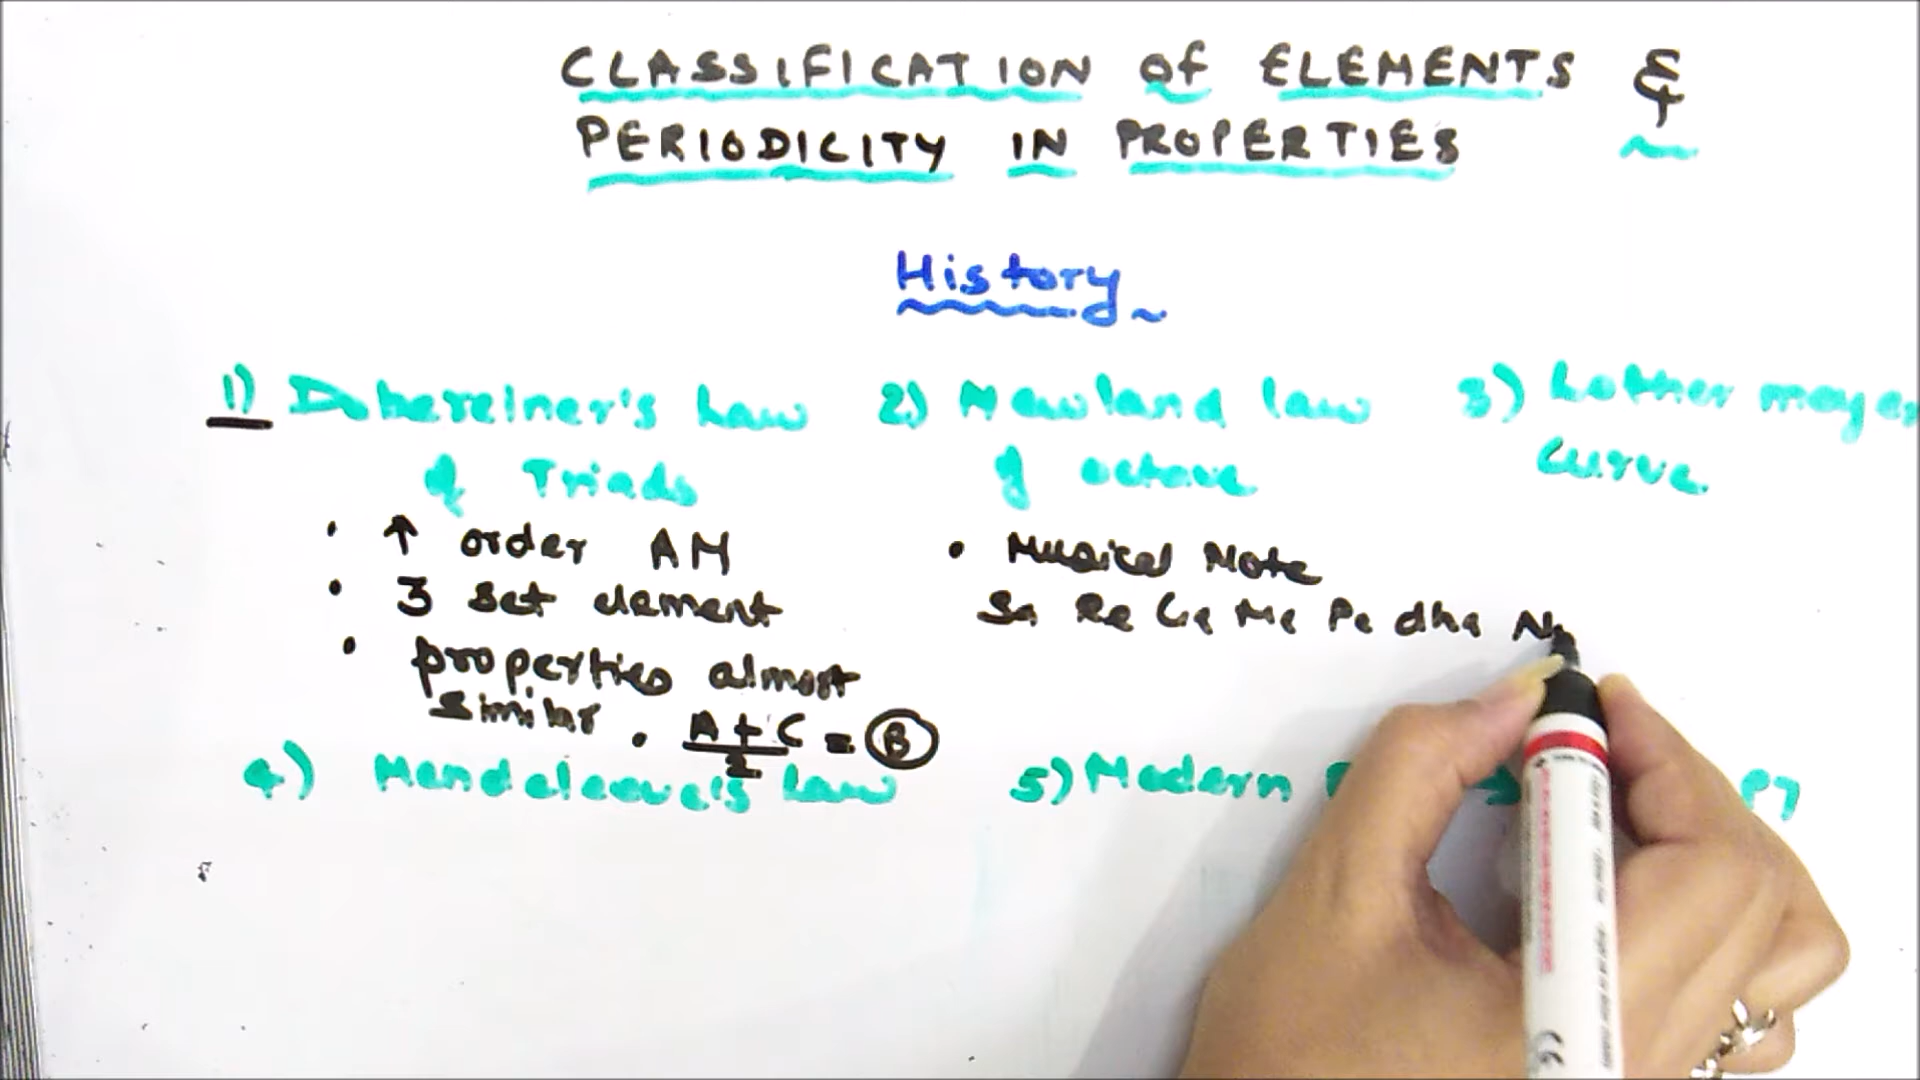 CLASSIFICATION of ELEMENTS &
PERIODICITY IN PROPERTIES
History
1) Dobereiner's Law
of Triads
• ↑ order AM
• 3 set element
• properties almost
similar • A + C / 2 = B
2) Newland law
of octave
• Musical Note
Sa Re Ga Ma Pa dha N
3) Lother meyer
curve
4) Mendeleeve's law
5) Modern